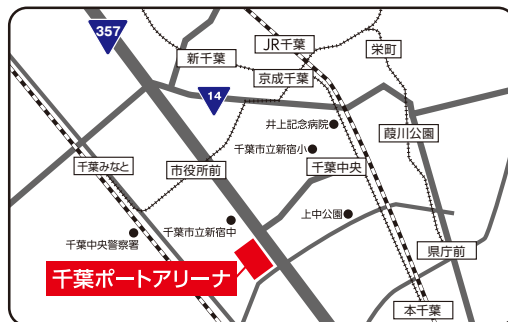 357
JR千葉
栄町
新千葉
京成千葉
14
井上記念病院
葭川公園
千葉市立新宿小
千葉みなと
市役所前
千葉中央
上中公園
千葉市立新宿中
千葉中央警察署
県庁前
千葉ポートアリーナ
本千葉